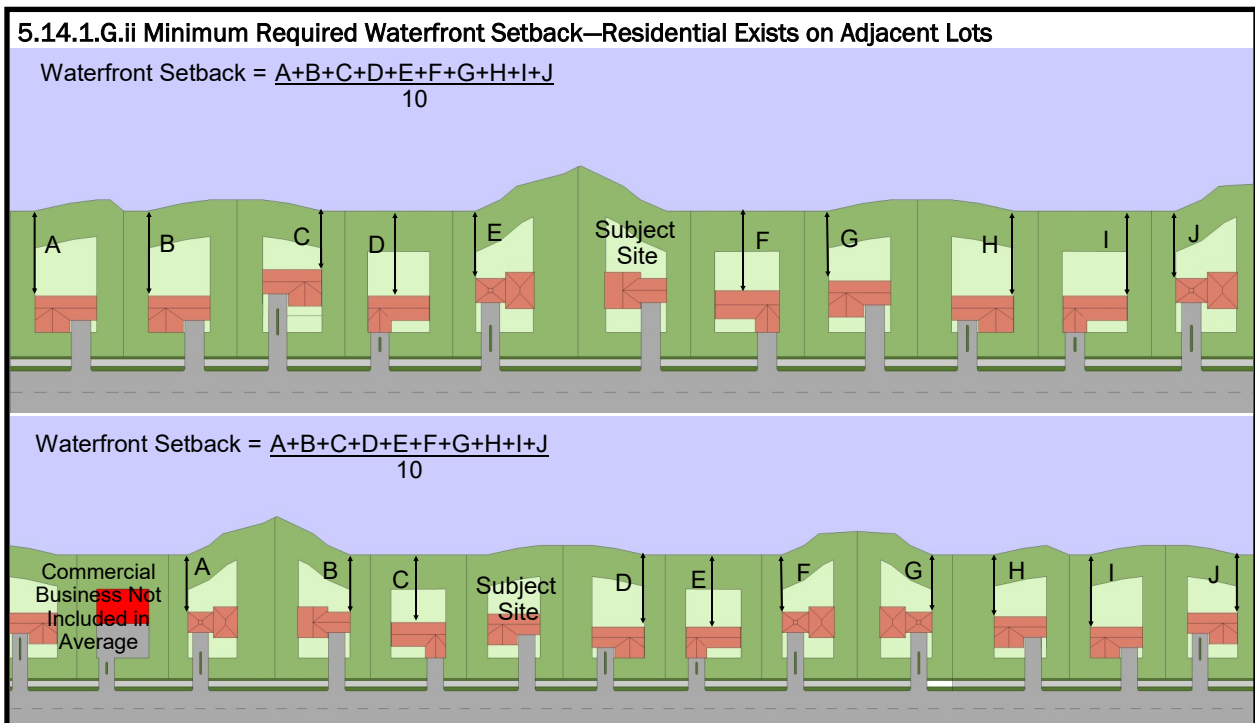 5.14.1.G.ii Minimum Required Waterfront Setback—Residential Exists on Adjacent Lots
Waterfront Setback = A+B+C+D+E+F+G+H+I+J
10
A
B
C
D
E
Subject
Site
F
G
H
I
J
Waterfront Setback = A+B+C+D+E+F+G+H+I+J
10
Commercial
Business Not
Included in
Average
A
B
C
Subject
Site
D
E
F
G
H
I
J